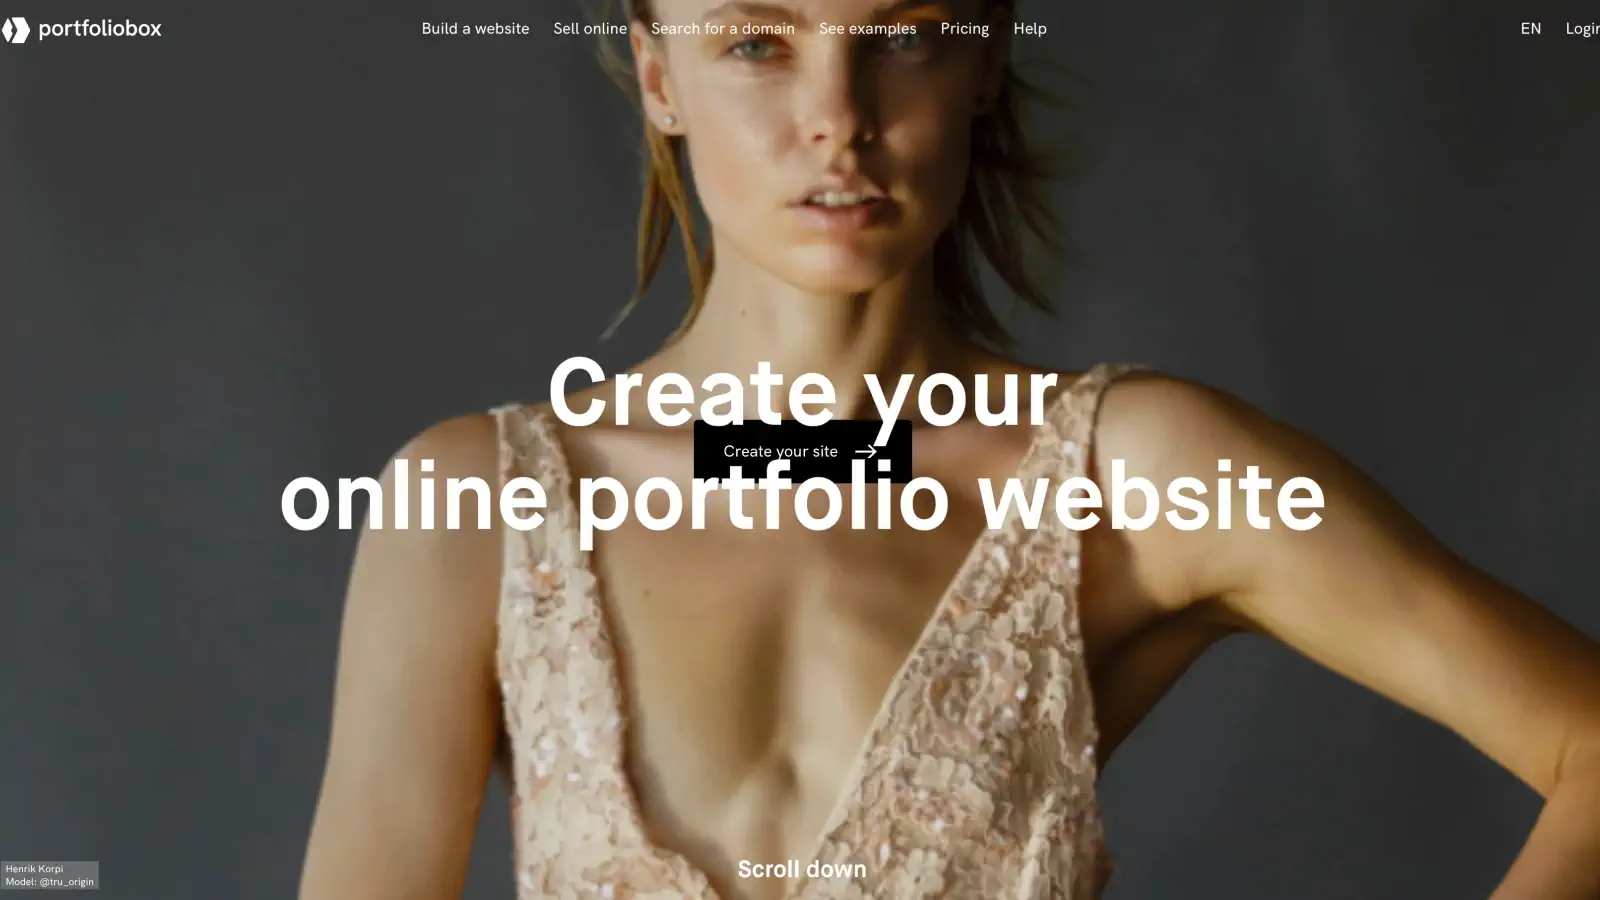 portfoliobox
Build a website
Sell online
Search for a domain
See examples
Pricing
Help
EN
Login
Create your
Create your site
online portfolio website
Scroll down
Henrik Korpi
Model: @tru_origin